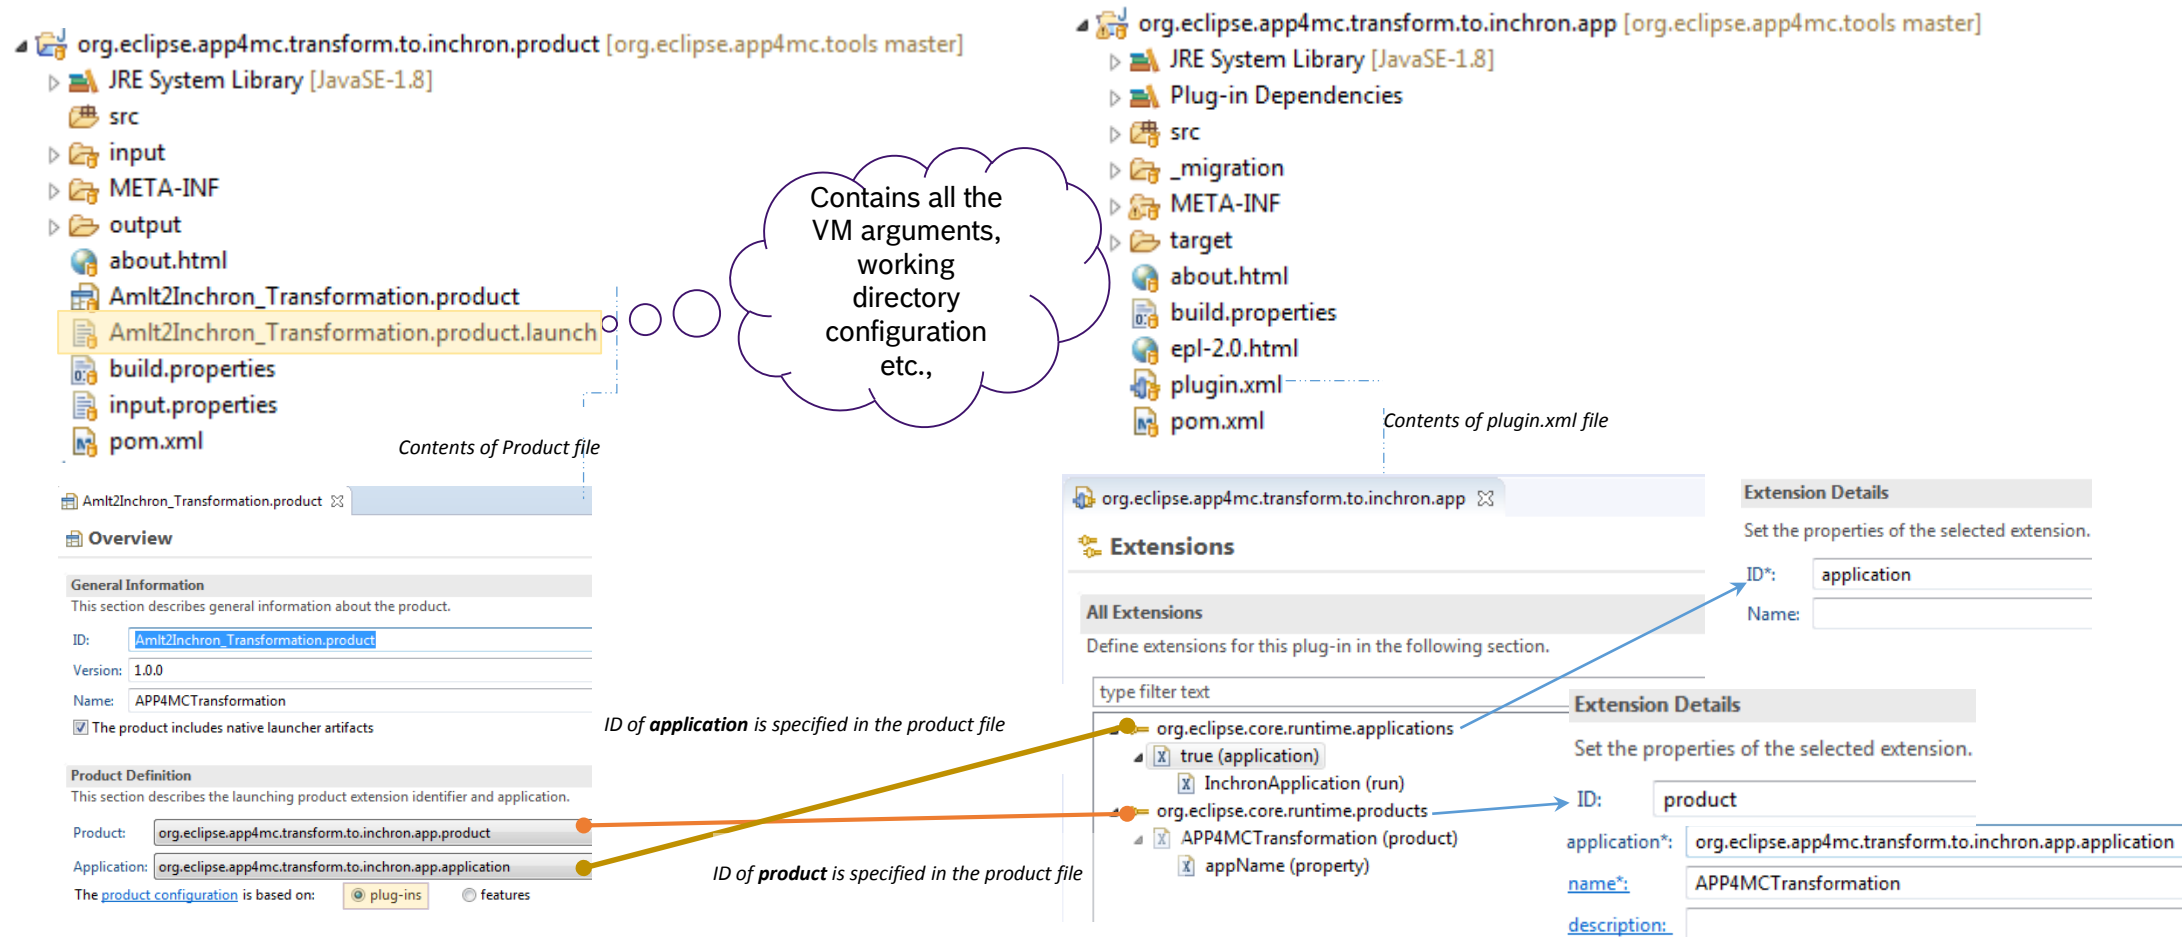 org.eclipse.app4mc.transform.to.inchron.product [org.eclipse.app4mc.tools master]
JRE System Library [JavaSE-1.8]
src
input
META-INF
output
about.html
Amlt2Inchron_Transformation.product
Amlt2Inchron_Transformation.product.launch
build.properties
input.properties
pom.xml
Contents of Product file
Contains all the
VM arguments,
working
directory
configuration
etc.,
org.eclipse.app4mc.transform.to.inchron.app [org.eclipse.app4mc.tools master]
JRE System Library [JavaSE-1.8]
Plug-in Dependencies
src
_migration
META-INF
target
about.html
build.properties
epl-2.0.html
plugin.xml
pom.xml
Contents of plugin.xml file
Amlt2Inchron_Transformation.product
Overview
General Information
This section describes general information about the product.
ID: Amlt2Inchron_Transformation.product
Version: 1.0.0
Name: APP4MCTransformation
The product includes native launcher artifacts
Product Definition
This section describes the launching product extension identifier and application.
Product: org.eclipse.app4mc.transform.to.inchron.app.product
Application: org.eclipse.app4mc.transform.to.inchron.app.application
The product configuration is based on: plug-ins features
ID of application is specified in the product file
ID of product is specified in the product file
org.eclipse.app4mc.transform.to.inchron.app
Extensions
All Extensions
Define extensions for this plug-in in the following section.
type filter text
org.eclipse.core.runtime.applications
true (application)
InchronApplication (run)
org.eclipse.core.runtime.products
APP4MCTransformation (product)
appName (property)
Extension Details
Set the properties of the selected extension.
ID*: application
Name:
Extension Details
Set the properties of the selected extension.
ID: product
application*: org.eclipse.app4mc.transform.to.inchron.app.application
name*: APP4MCTransformation
description: